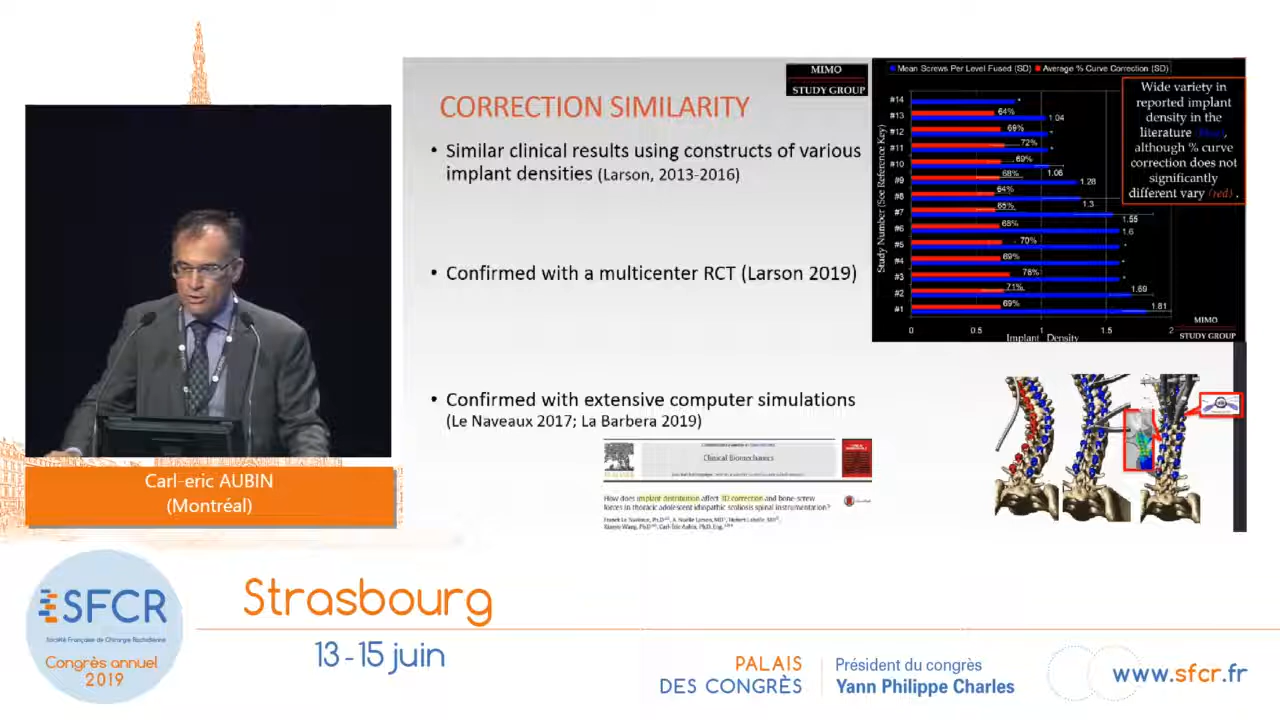 MIMO
STUDY GROUP
CORRECTION SIMILARITY
• Similar clinical results using constructs of various
implant densities (Larson, 2013-2016)
• Confirmed with a multicenter RCT (Larson 2019)
• Confirmed with extensive computer simulations
(Le Naveaux 2017; La Barbera 2019)
Clinical Biomechanics
How does implant distribution affect 3D correction and bone-screw
forces in thoracic adolescent idiopathic scoliosis spinal instrumentation?
Mean Screws Per Level Fused (SD) Average % Curve Correction (SD)
Wide variety in
reported implant
density in the
literature (blue),
although % curve
correction does not
significantly
different vary (red) .
Study Number (See Reference Key)
#14
#13 64% 1.04
#12 69%
#11 72%
#10 69% 1.06
#9 68% 1.28
#8 64% 1.3
#7 65% 1.55
#6 68% 1.6
#5 70%
#4 69%
#3 78%
#2 71% 1.69
#1 69% 1.81
0 0.5 1 1.5 2
Implant Density
MIMO
STUDY GROUP
Carl-eric AUBIN
(Montréal)
SFCR
Société Française de Chirurgie Rachidienne
Congrès annuel
2019
Strasbourg
13-15 juin
PALAIS
DES CONGRÈS
Président du congrès
Yann Philippe Charles
www.sfcr.fr